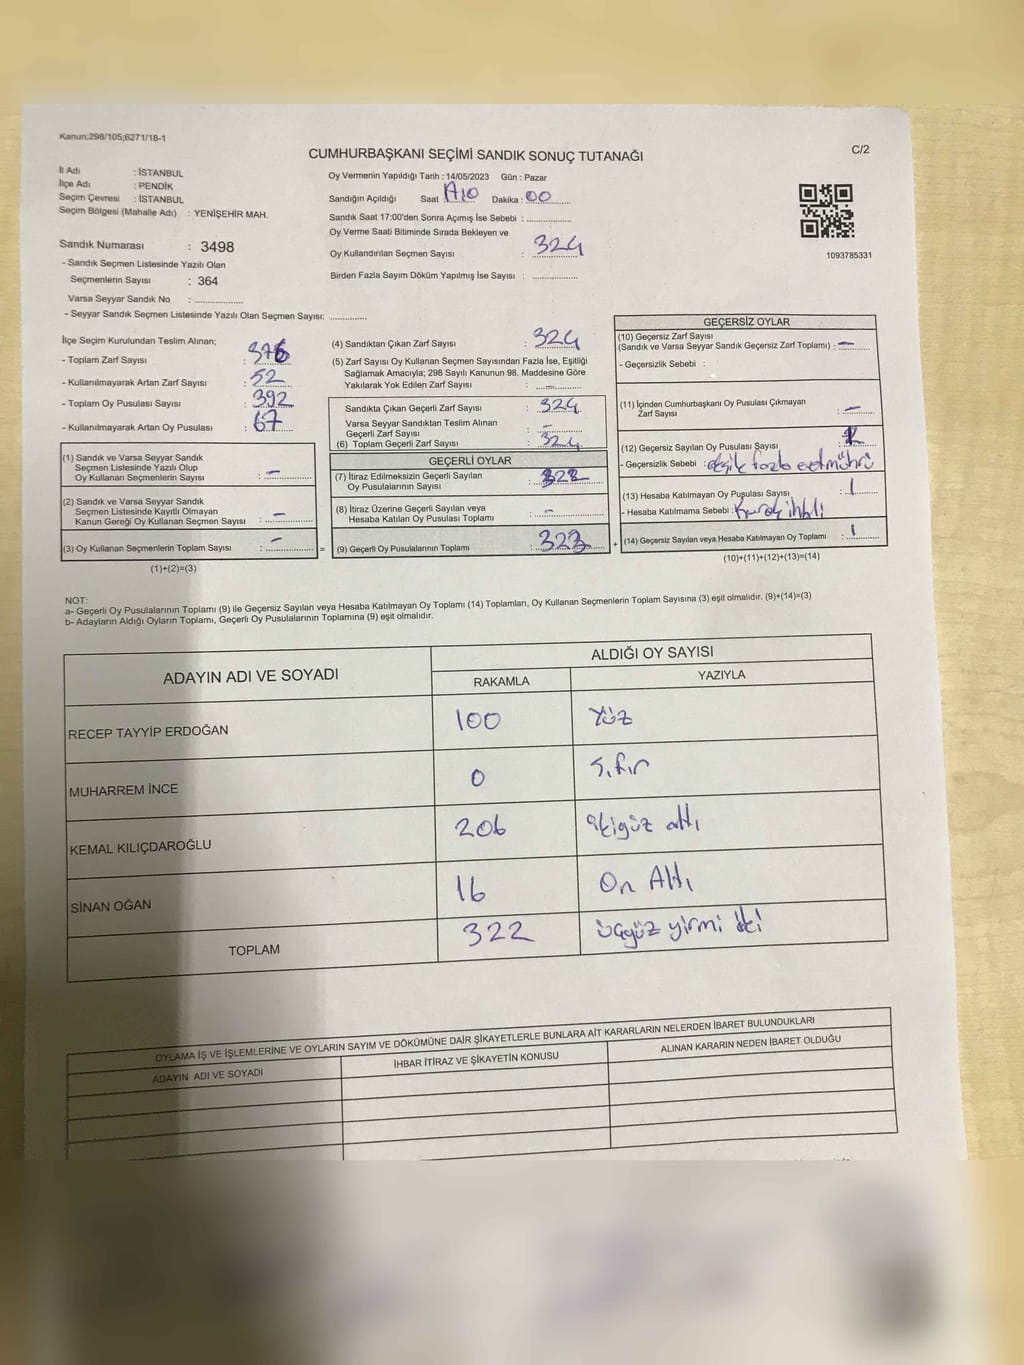 Kanun;298/105;6271/18-1
C/2
CUMHURBAŞKANI SEÇİMİ SANDIK SONUÇ TUTANAĞI
İl Adı : İSTANBUL
İlçe Adı : PENDİK
Seçim Çevresi : İSTANBUL
Seçim Bölgesi (Mahalle Adı) : YENİŞEHİR MAH.
Sandık Numarası : 3498
- Sandık Seçmen Listesinde Yazılı Olan
Seçmenlerin Sayısı : 364
Varsa Seyyar Sandık No :
- Seyyar Sandık Seçmen Listesinde Yazılı Olan Seçmen Sayısı:
Oy Vermenin Yapıldığı Tarih : 14/05/2023 Gün : Pazar
Sandığın Açıldığı Saat Dakika : 00
Sandık Saat 17:00'den Sonra Açımış İse Sebebi :
Oy Verme Saati Bitiminde Sırada Bekleyen ve
Oy Kullandırılan Seçmen Sayısı : 324
Birden Fazla Sayım Döküm Yapılmış İse Sayısı :
1093785331
İlçe Seçim Kurulundan Teslim Alınan;
- Toplam Zarf Sayısı : 376
- Kullanılmayarak Artan Zarf Sayısı : 52
- Toplam Oy Pusulası Sayısı : 392
- Kullanılmayarak Artan Oy Pusulası : 67
(1) Sandık ve Varsa Seyyar Sandık
Seçmen Listesinde Yazılı Olup
Oy Kullanan Seçmenlerin Sayısı : -
(2) Sandık ve Varsa Seyyar Sandık
Seçmen Listesinde Kayıtlı Olmayan
Kanun Gereği Oy Kullanan Seçmen Sayısı : -
(3) Oy Kullanan Seçmenlerin Toplam Sayısı : - =
(1)+(2)=(3)
(4) Sandıktan Çıkan Zarf Sayısı : 324
(5) Zarf Sayısı Oy Kullanan Seçmen Sayısından Fazla İse, Eşitliği
Sağlamak Amacıyla; 298 Sayılı Kanunun 98. Maddesine Göre
Yakılarak Yok Edilen Zarf Sayısı : -
Sandıkta Çıkan Geçerli Zarf Sayısı : 324
Varsa Seyyar Sandıktan Teslim Alınan
Geçerli Zarf Sayısı : -
(6) Toplam Geçerli Zarf Sayısı : 324
GEÇERLİ OYLAR
(7) İtiraz Edilmeksizin Geçerli Sayılan
Oy Pusulalarının Sayısı :
(8) İtiraz Üzerine Geçerli Sayılan veya
Hesaba Katılan Oy Pusulası Toplamı : -
(9) Geçerli Oy Pusulalarının Toplamı : +
GEÇERSİZ OYLAR
(10) Geçersiz Zarf Sayısı
(Sandık ve Varsa Seyyar Sandık Geçersiz Zarf Toplamı) : -
- Geçersizlik Sebebi :
(11) İçinden Cumhurbaşkanı Oy Pusulası Çıkmayan
Zarf Sayısı : -
(12) Geçersiz Sayılan Oy Pusulası Sayısı :
- Geçersizlik Sebebi :
(13) Hesaba Katılmayan Oy Pusulası Sayısı : 1
- Hesaba Katılmama Sebebi :
(14) Geçersiz Sayılan veya Hesaba Katılmayan Oy Toplamı : 1
(10)+(11)+(12)+(13)=(14)
NOT:
a- Geçerli Oy Pusulalarının Toplamı (9) ile Geçersiz Sayılan veya Hesaba Katılmayan Oy Toplamı (14) Toplamları, Oy Kullanan Seçmenlerin Toplam Sayısına (3) eşit olmalıdır. (9)+(14)=(3)
b- Adayların Aldığı Oyların Toplamı, Geçerli Oy Pusulalarının Toplamına (9) eşit olmalıdır.
ADAYIN ADI VE SOYADI
ALDIĞI OY SAYISI
RAKAMLA YAZIYLA
RECEP TAYYİP ERDOĞAN 100 Yüz
MUHARREM İNCE 0 Sıfır
KEMAL KILIÇDAROĞLU 206 ikiyüz altı
SİNAN OĞAN 16 On Altı
TOPLAM 322 üçyüz yirmi iki
OYLAMA İŞ VE İŞLEMLERİNE VE OYLARIN SAYIM VE DÖKÜMÜNE DAİR ŞİKAYETLERLE BUNLARA AİT KARARLARIN NELERDEN İBARET BULUNDUKLARI
ADAYIN ADI VE SOYADI İHBAR İTİRAZ VE ŞİKAYETİN KONUSU ALINAN KARARIN NEDEN İBARET OLDUĞU